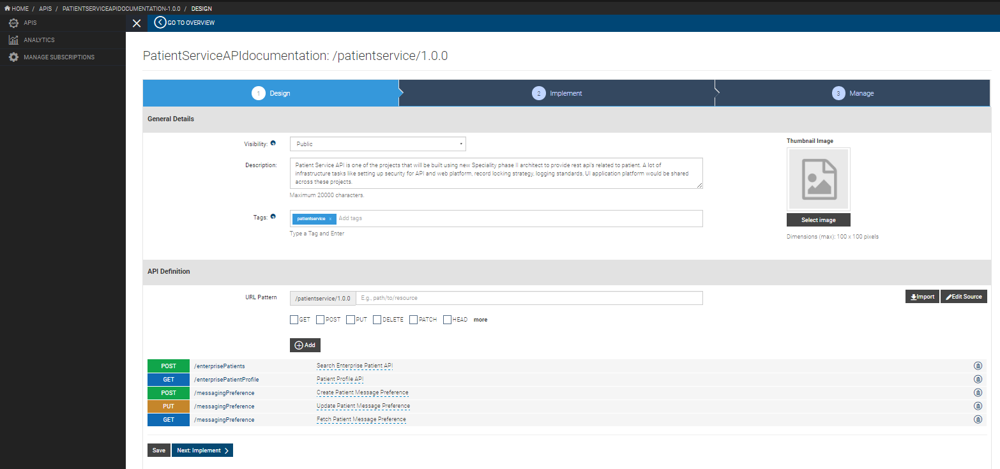 HOME / APIS / PATIENTSERVICEAPIDOCUMENTATION-1.0.0 / DESIGN
APIS
ANALYTICS
MANAGE SUBSCRIPTIONS
GO TO OVERVIEW
PatientServiceAPIdocumentation: /patientservice/1.0.0
1 Design
2 Implement
3 Manage
General Details
Visibility: ?
Public
Description:
Patient Service API is one of the projects that will be built using new Speciality phase II architect to provide rest api's related to patient. A lot of
infrastructure tasks like setting up security for API and web platform, record locking strategy, logging standards, UI application platform would be shared
across these projects.
Maximum 20000 characters.
Tags: ?
patientservice x Add tags
Type a Tag and Enter
Thumbnail Image
Select image
Dimensions (max): 100 x 100 pixels
API Definition
URL Pattern
/patientservice/1.0.0 E.g., path/to/resource
Import Edit Source
GET POST PUT DELETE PATCH HEAD more
Add
POST /enterprisePatients Search Enterprise Patient API
GET /enterprisePatientProfile Patient Profile API
POST /messagingPreference Create Patient Message Preference
PUT /messagingPreference Update Patient Message Preference
GET /messagingPreference Fetch Patient Message Preference
Save Next: Implement